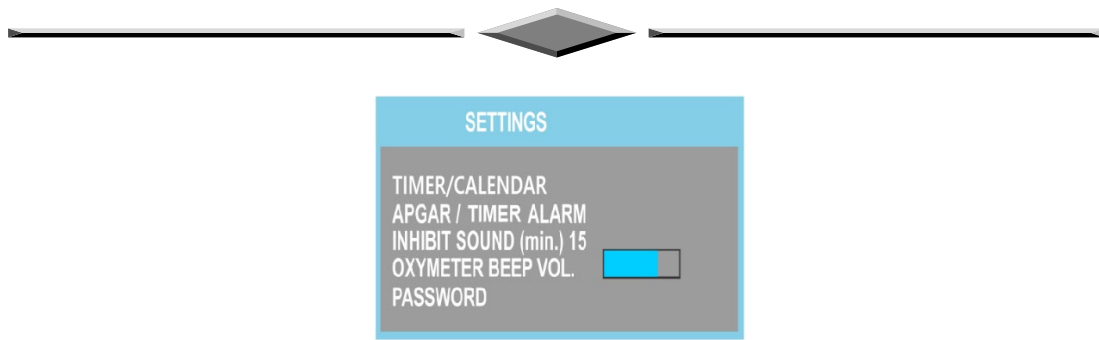 SETTINGS
TIMER/CALENDAR
APGAR / TIMER ALARM
INHIBIT SOUND (min.) 15
OXYMETER BEEP VOL.
PASSWORD